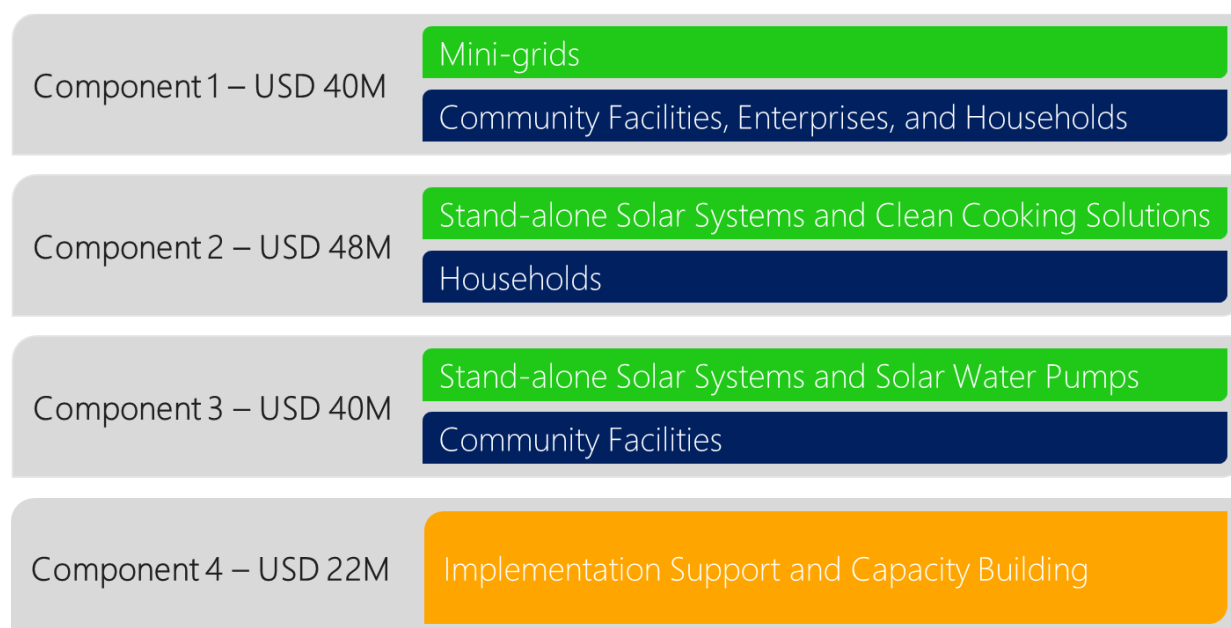 Component 1 – USD 40M
Mini-grids
Community Facilities, Enterprises, and Households
Component 2 – USD 48M
Stand-alone Solar Systems and Clean Cooking Solutions
Households
Component 3 – USD 40M
Stand-alone Solar Systems and Solar Water Pumps
Community Facilities
Component 4 – USD 22M
Implementation Support and Capacity Building